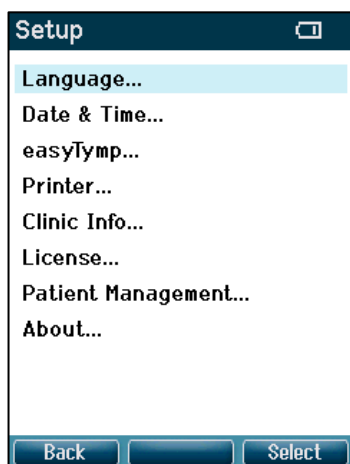 Setup
Language...
Date & Time...
easyTymp...
Printer...
Clinic Info...
License...
Patient Management...
About...
Back Select